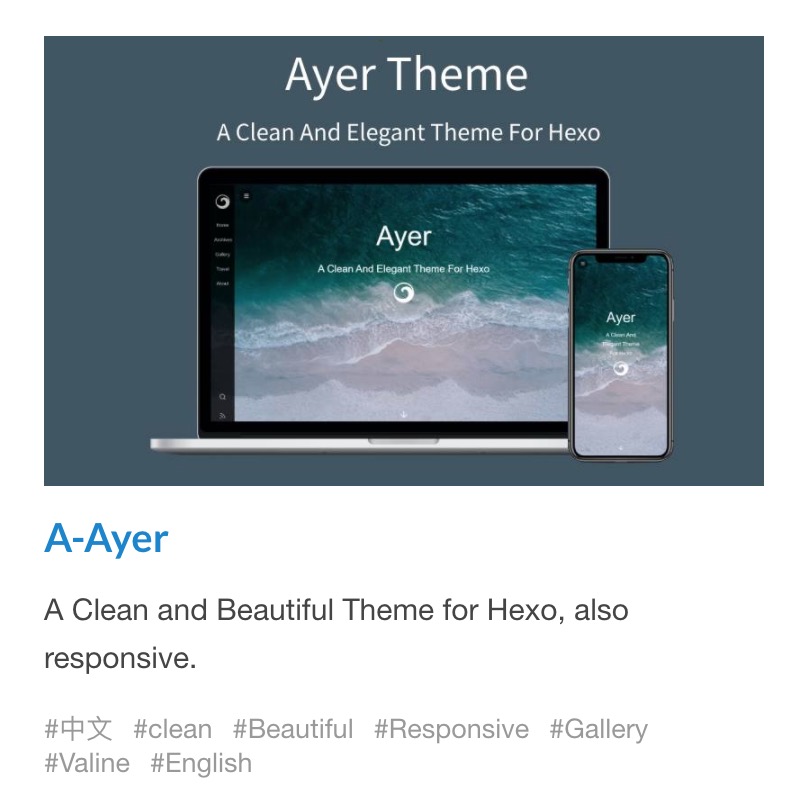 Ayer Theme
A Clean And Elegant Theme For Hexo
Home
Archives
Gallery
Travel
About
Ayer
A Clean And Elegant Theme For Hexo
Ayer
A Clean And
Elegant Theme
For Hexo
A-Ayer
A Clean and Beautiful Theme for Hexo, also
responsive.
#中文 #clean #Beautiful #Responsive #Gallery
#Valine #English